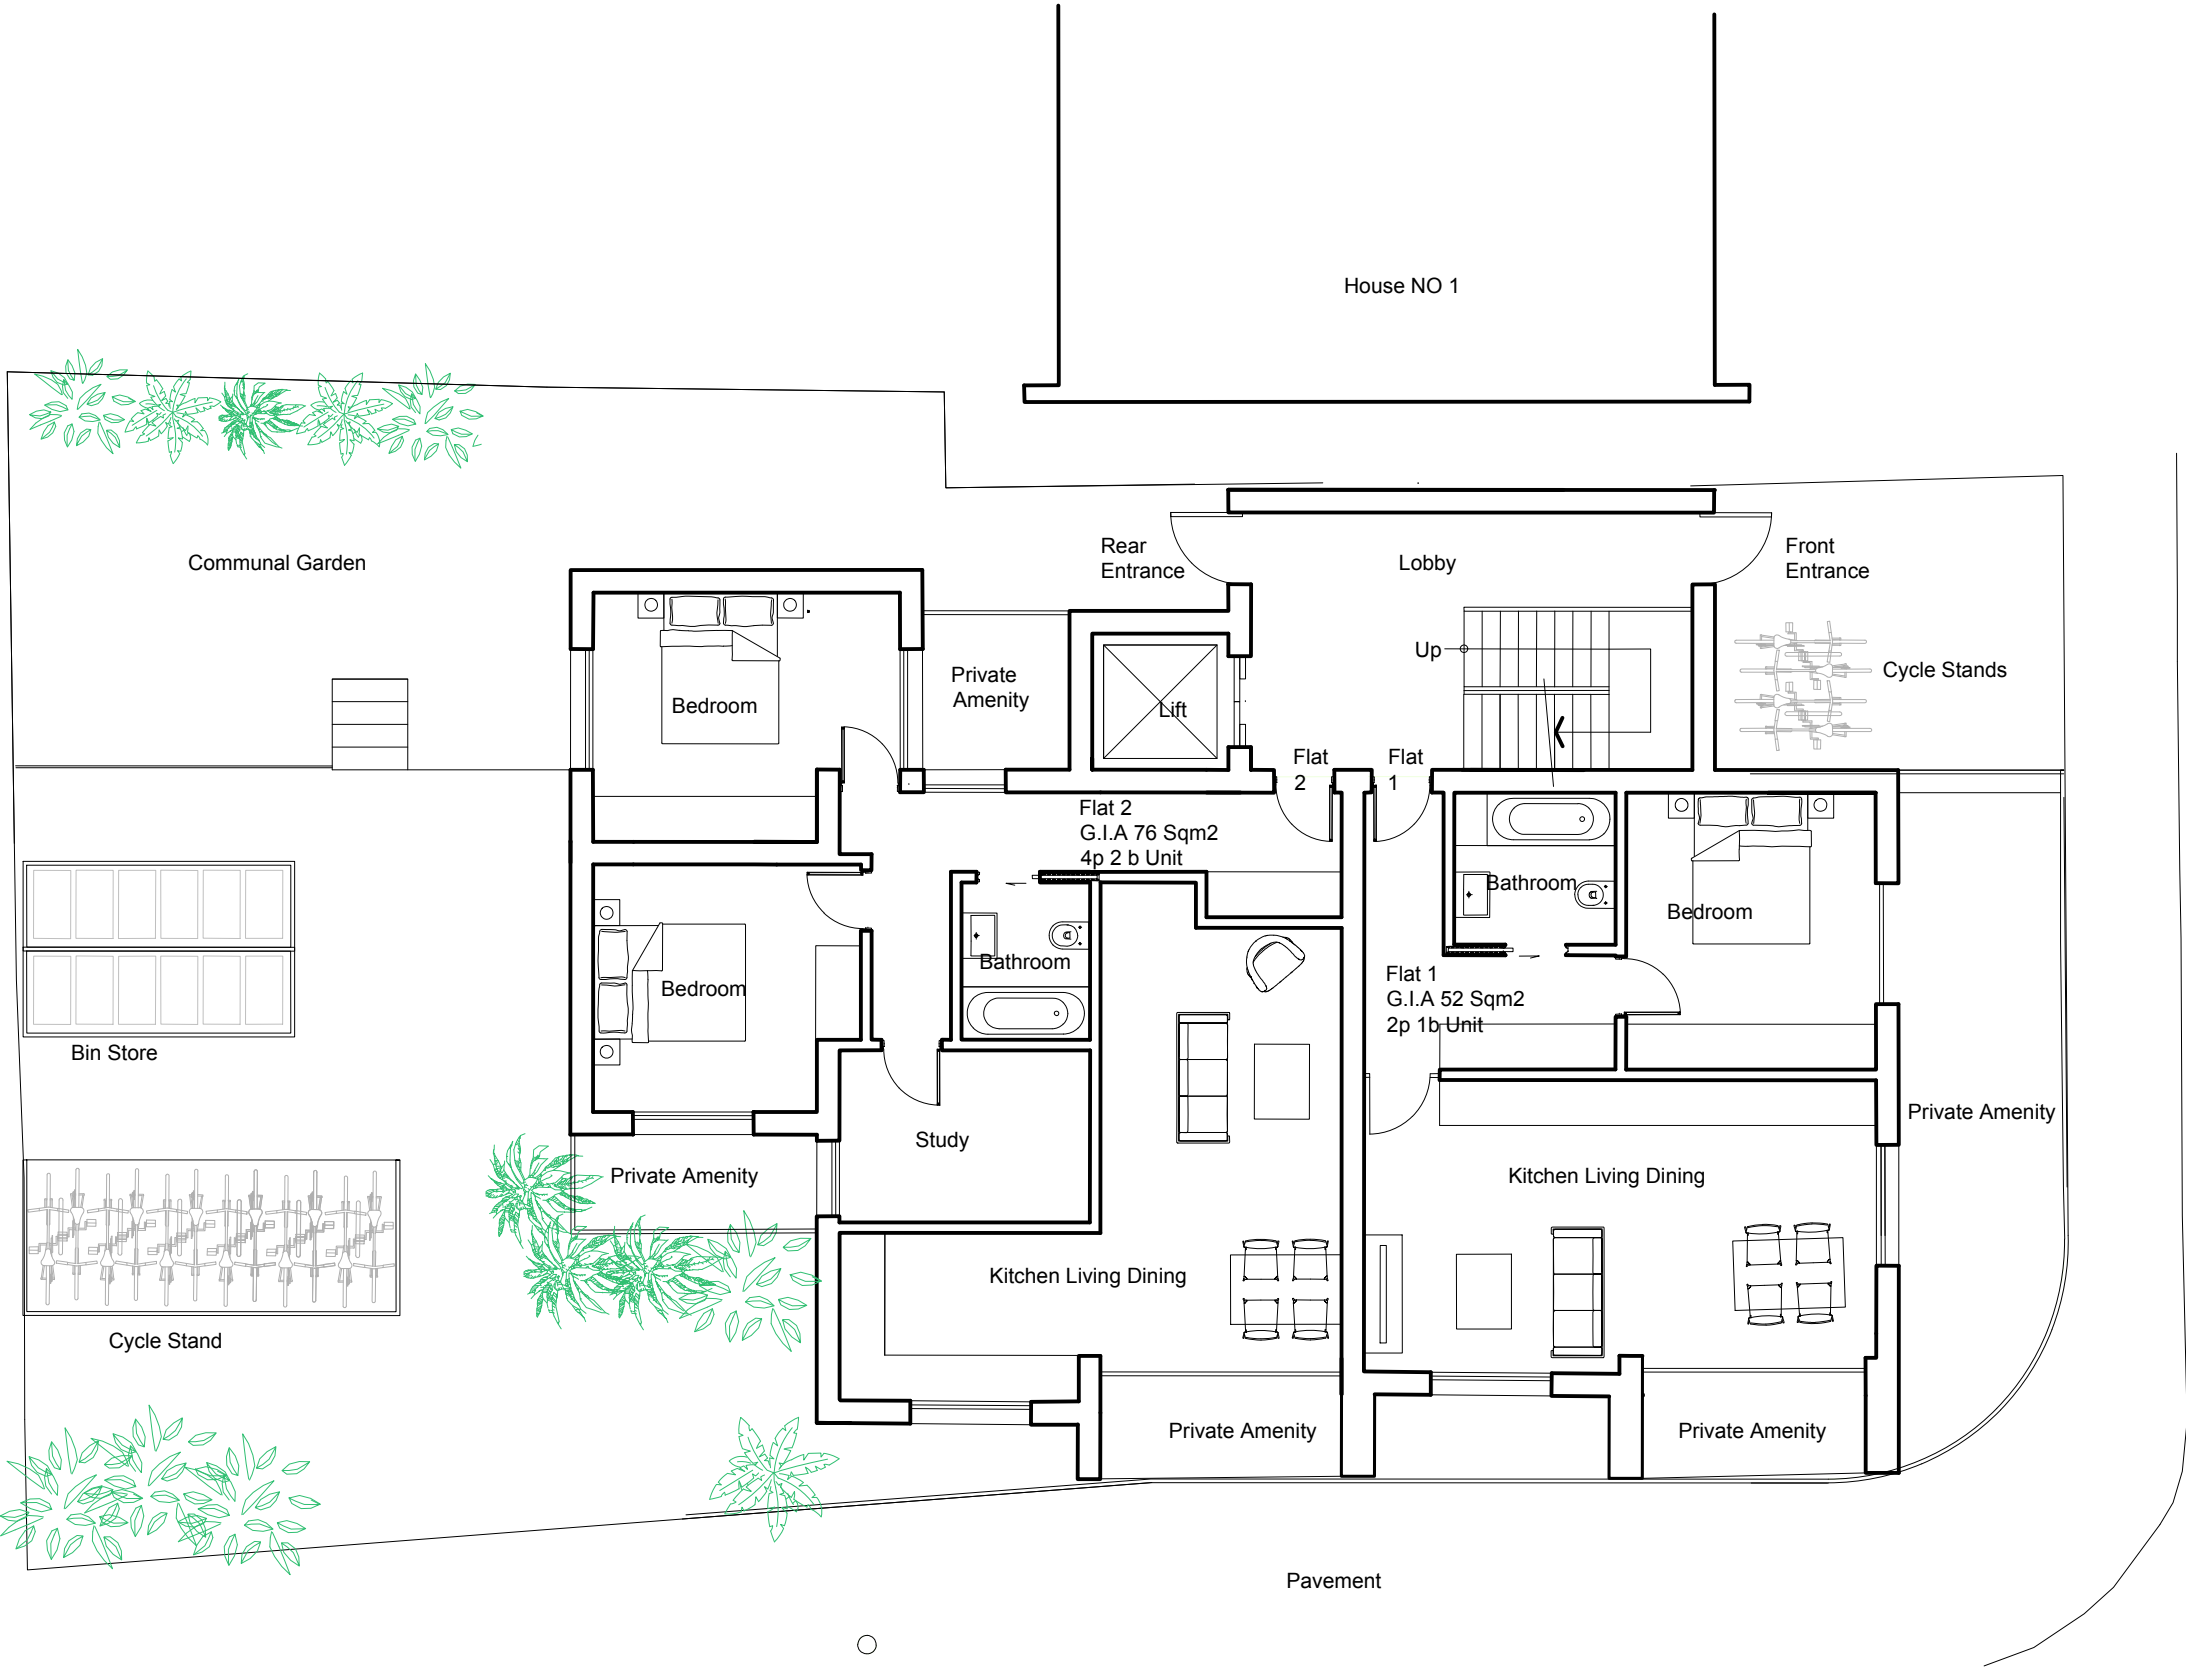 House NO 1
Communal Garden
Rear
Entrance
Lobby
Front
Entrance
Up
Cycle Stands
Private
Amenity
Bedroom
Lift
Flat
2
Flat
1
Flat 2
G.I.A 76 Sqm2
4p 2 b Unit
Bathroom
Bedroom
Bathroom
Flat 1
G.I.A 52 Sqm2
2p 1b Unit
Bedroom
Bin Store
Private Amenity
Study
Private Amenity
Kitchen Living Dining
Kitchen Living Dining
Cycle Stand
Private Amenity
Private Amenity
Pavement